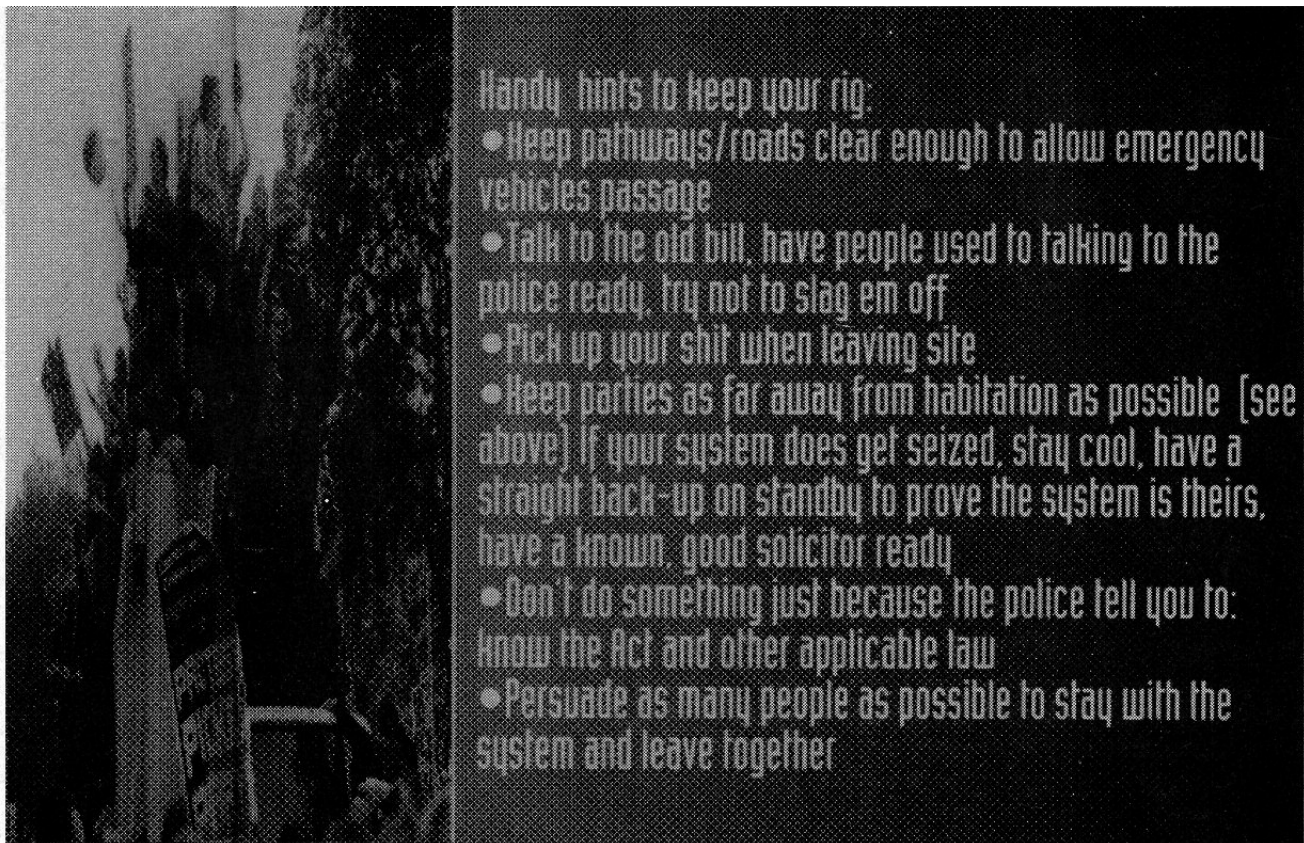 Handy hints to keep your rig:
•Keep pathways/roads clear enough to allow emergency
vehicles passage
•Talk to the old bill, have people used to talking to the
police ready, try not to slag em off
•Pick up your shit when leaving site
•Keep parties as far away from habitation as possible (see
above) If your system does get seized, stay cool, have a
straight back-up on standby to prove the system is theirs,
have a known, good solicitor ready
•Don't do something just because the police tell you to:
know the Act and other applicable law
•Persuade as many people as possible to stay with the
system and leave together